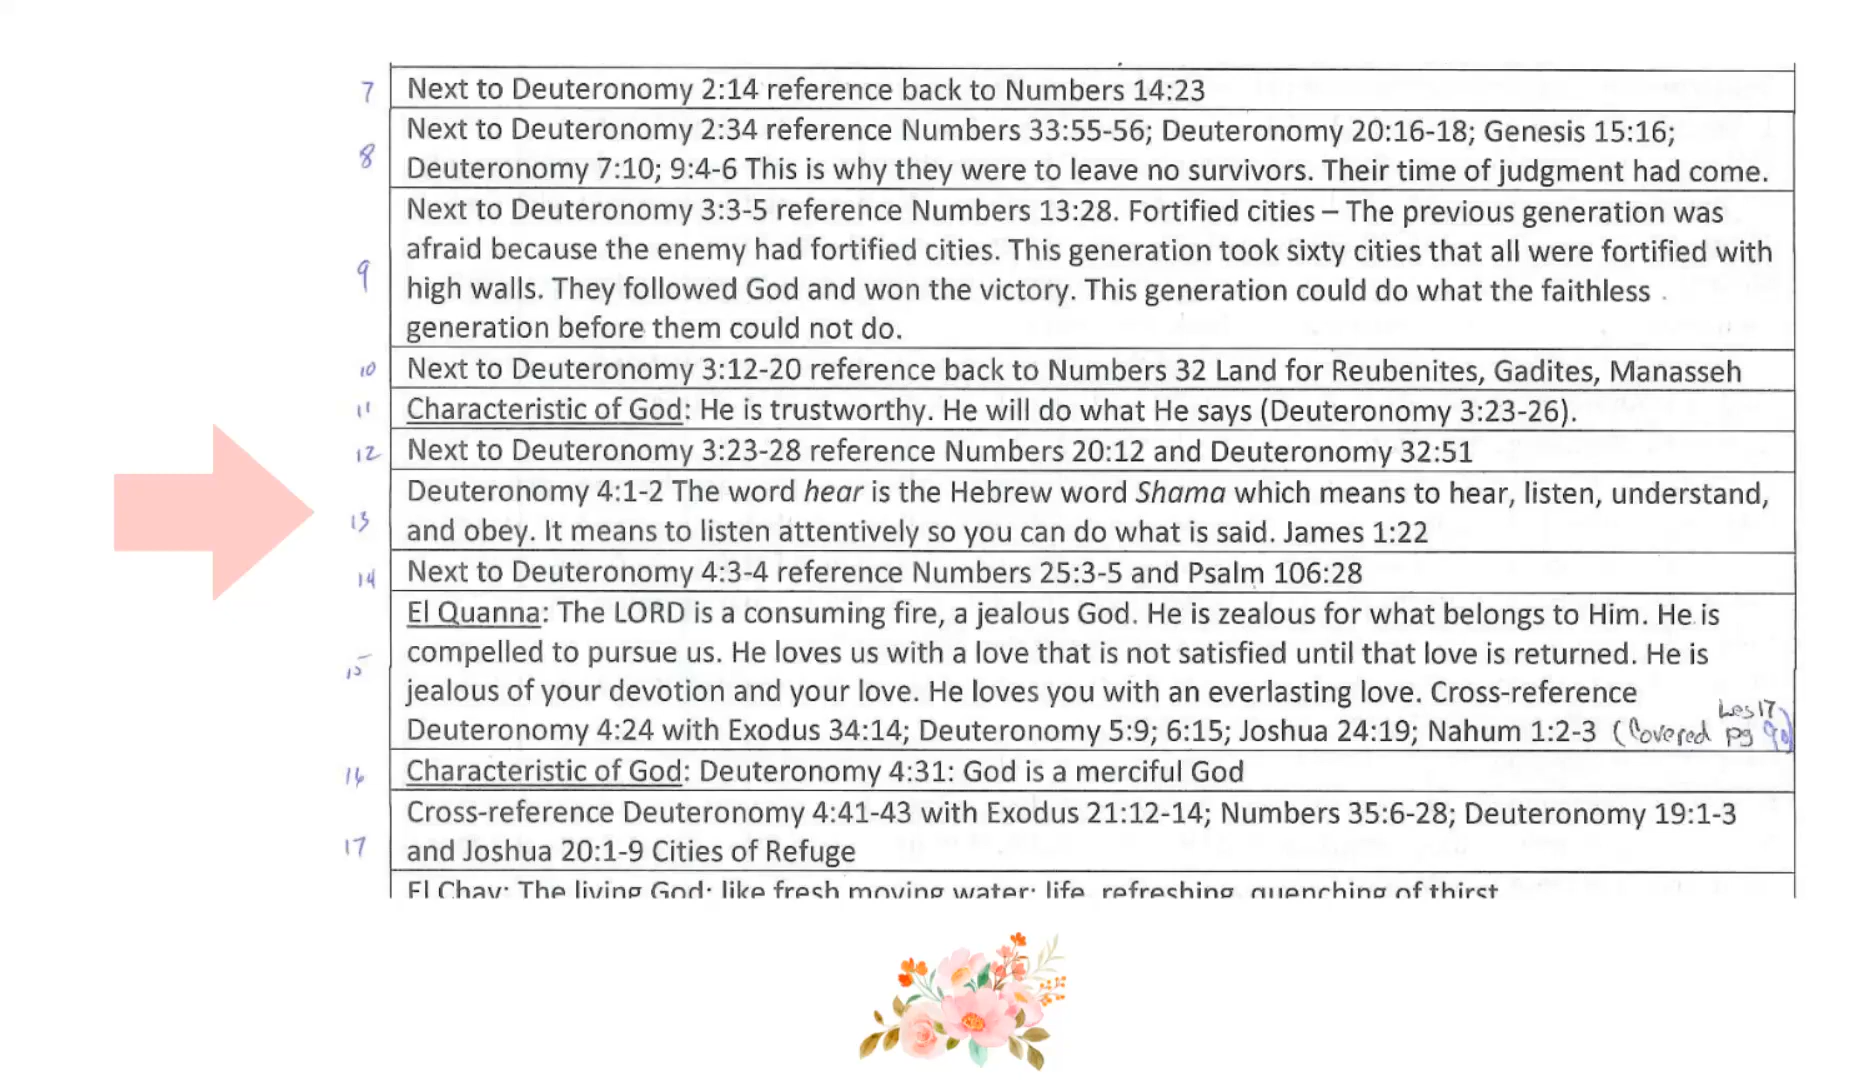 7 Next to Deuteronomy 2:14 reference back to Numbers 14:23
Next to Deuteronomy 2:34 reference Numbers 33:55-56; Deuteronomy 20:16-18; Genesis 15:16;
8 Deuteronomy 7:10; 9:4-6 This is why they were to leave no survivors. Their time of judgment had come.
Next to Deuteronomy 3:3-5 reference Numbers 13:28. Fortified cities – The previous generation was
afraid because the enemy had fortified cities. This generation took sixty cities that all were fortified with
9 high walls. They followed God and won the victory. This generation could do what the faithless
generation before them could not do.
10 Next to Deuteronomy 3:12-20 reference back to Numbers 32 Land for Reubenites, Gadites, Manasseh
11 Characteristic of God: He is trustworthy. He will do what He says (Deuteronomy 3:23-26).
12 Next to Deuteronomy 3:23-28 reference Numbers 20:12 and Deuteronomy 32:51
Deuteronomy 4:1-2 The word hear is the Hebrew word Shama which means to hear, listen, understand,
13 and obey. It means to listen attentively so you can do what is said. James 1:22
14 Next to Deuteronomy 4:3-4 reference Numbers 25:3-5 and Psalm 106:28
El Quanna: The LORD is a consuming fire, a jealous God. He is zealous for what belongs to Him. He is
15 compelled to pursue us. He loves us with a love that is not satisfied until that love is returned. He is
jealous of your devotion and your love. He loves you with an everlasting love. Cross-reference
Les 17
Deuteronomy 4:24 with Exodus 34:14; Deuteronomy 5:9; 6:15; Joshua 24:19; Nahum 1:2-3 (Covered pg 90)
16 Characteristic of God: Deuteronomy 4:31: God is a merciful God
Cross-reference Deuteronomy 4:41-43 with Exodus 21:12-14; Numbers 35:6-28; Deuteronomy 19:1-3
17 and Joshua 20:1-9 Cities of Refuge
El Chay: The living God; like fresh moving water; life, refreshing, quenching of thirst